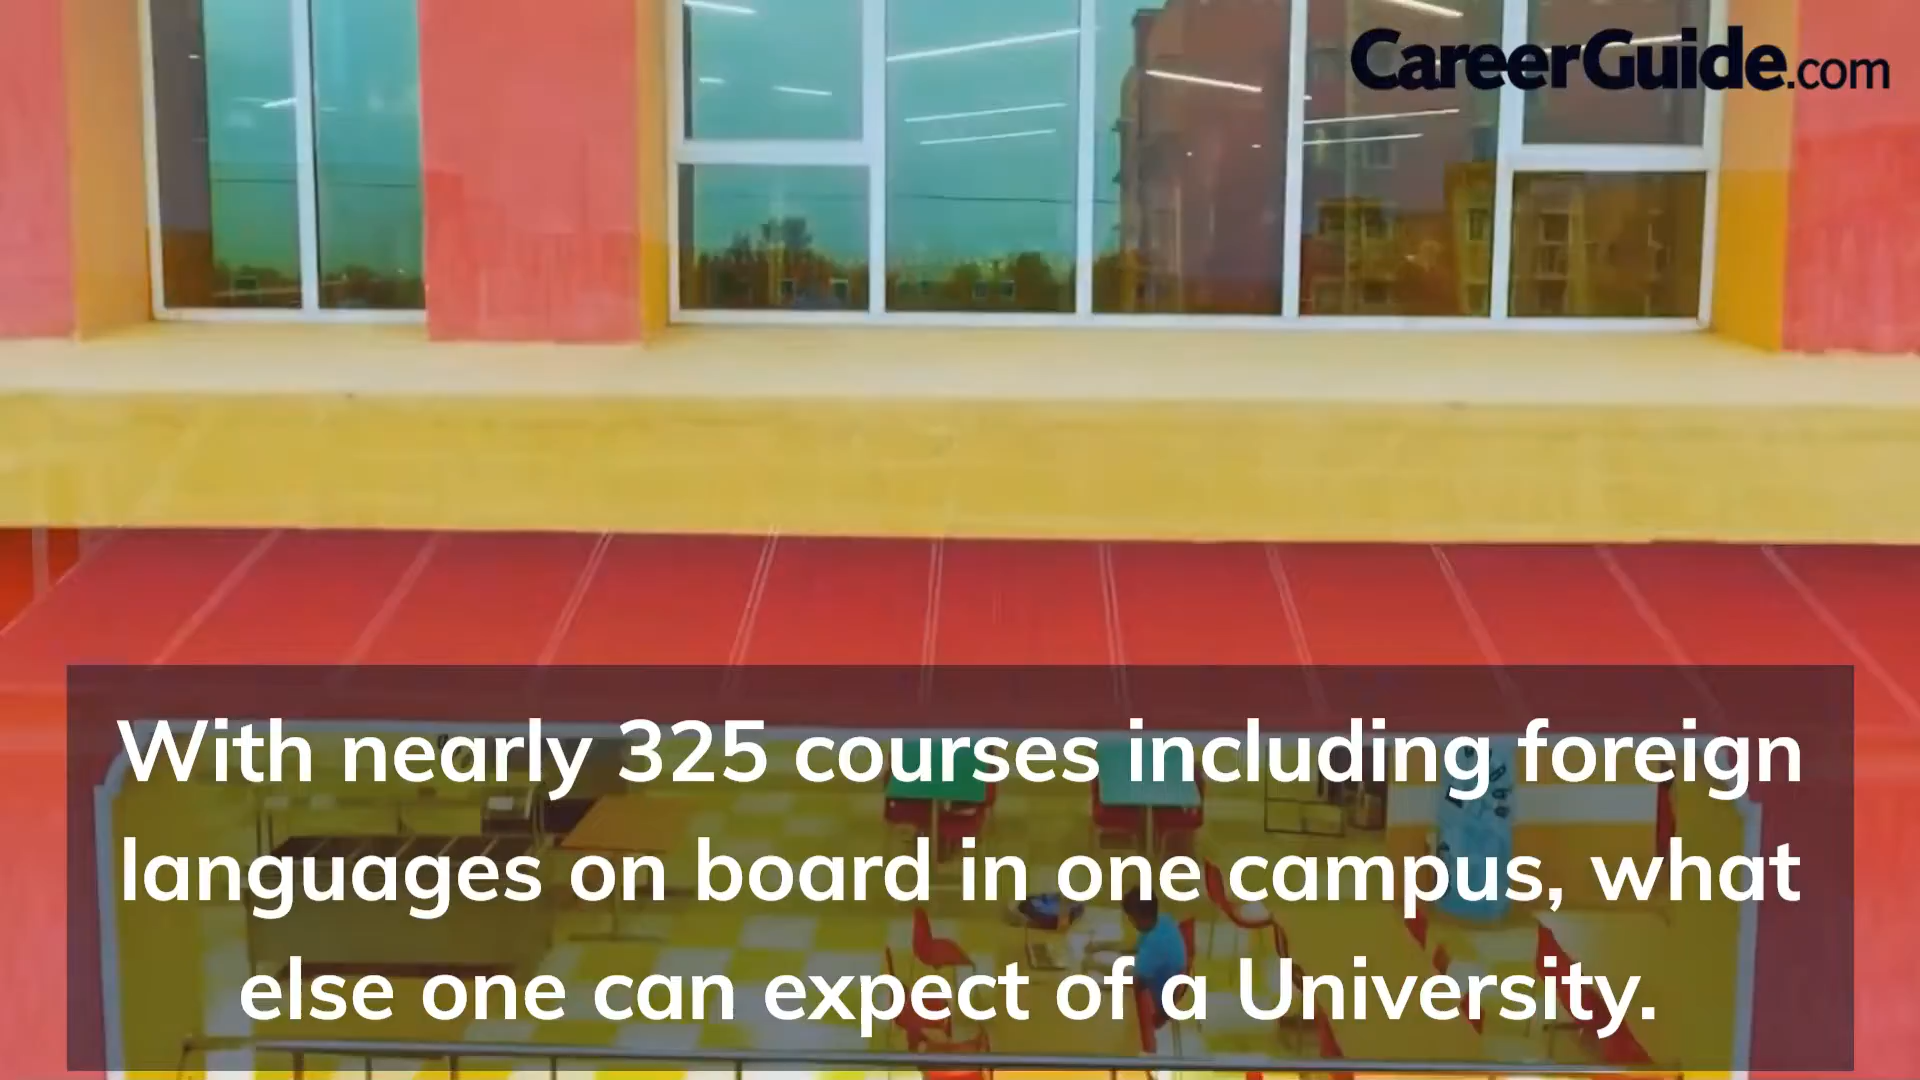 CareerGuide.com
With nearly 325 courses including foreign
languages on board in one campus, what
else one can expect of a University.